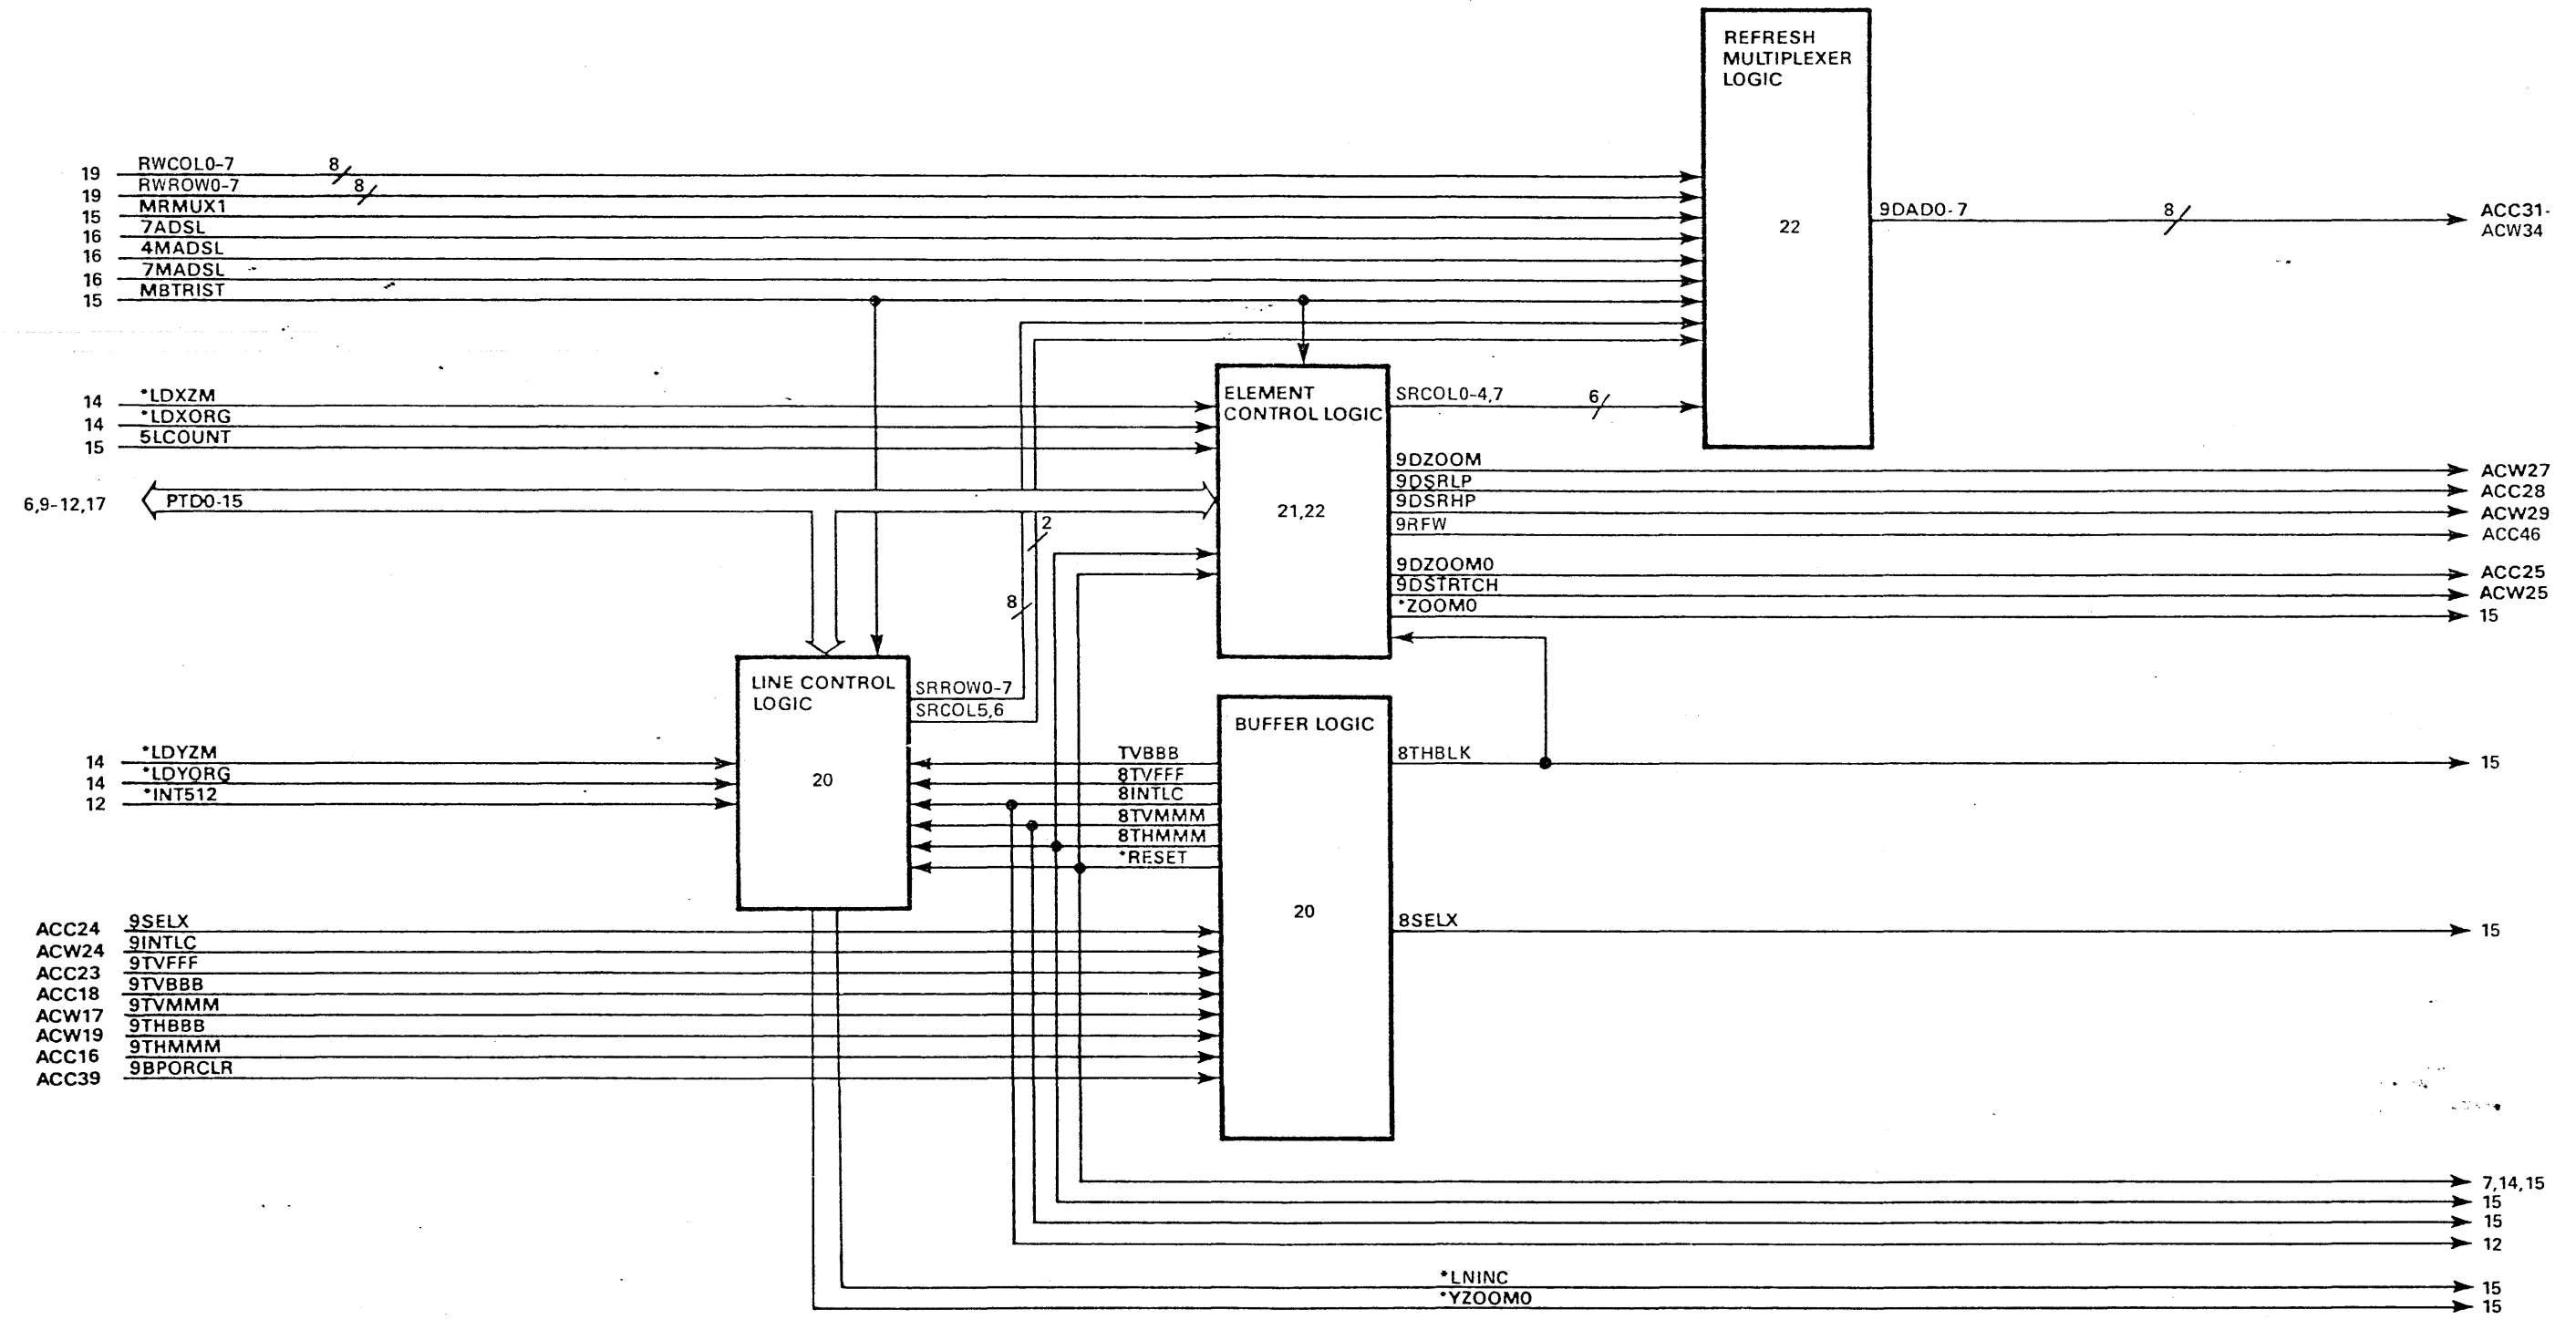 REFRESH
MULTIPLEXER
LOGIC
22
19 RWCOL0-7 8
19 RWROW0-7 8
15 MRMUX1
16 7ADSL
16 4MADSL
16 7MADSL
15 MBTRIST
9DAD0-7 8 ACC31-
ACW34
14 *LDXZM
14 *LDXORG
15 5LCOUNT
6,9-12,17 PTD0-15
ELEMENT
CONTROL LOGIC
21,22
SRCOL0-4,7 6
9DZOOM ACW27
9DSRLP ACC28
9DSRHP ACW29
9RFW ACC46
9DZOOM0 ACC25
9DSTRTCH ACW25
*ZOOM0 15
2
8
LINE CONTROL
LOGIC
20
SRROW0-7
SRCOL5,6
14 *LDYZM
14 *LDYORG
12 *INT512
BUFFER LOGIC
20
TVBBB
8TVFFF
8INTLC
8TVMMM
8THMMM
*RESET
8THBLK 15
8SELX 15
ACC24 9SELX
ACW24 9INTLC
ACC23 9TVFFF
ACC18 9TVBBB
ACW17 9TVMMM
ACW19 9THBBB
ACC16 9THMMM
ACC39 9BPORCLR
7,14,15
15
15
12
*LNINC 15
*YZOOM0 15